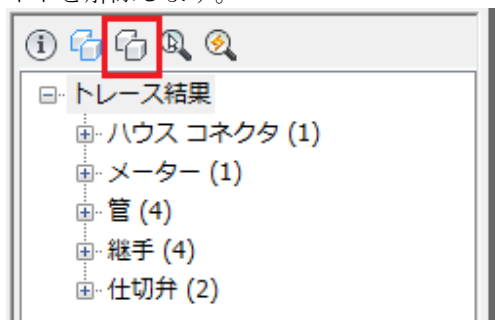 トレース結果
ハウス コネクタ (1)
メーター (1)
管 (4)
継手 (4)
仕切弁 (2)